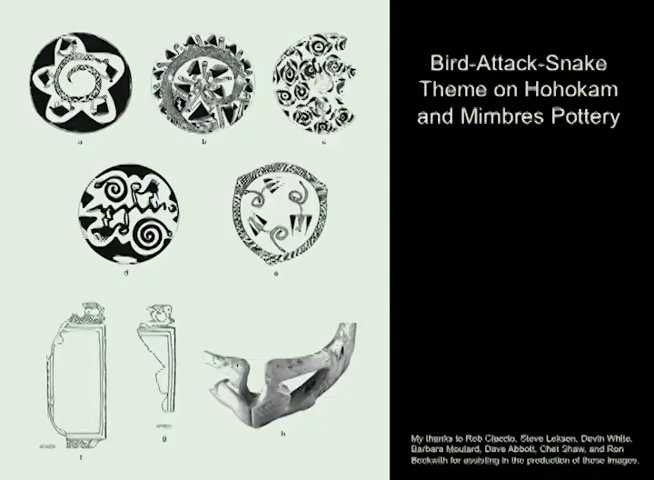 Bird-Attack-Snake
Theme on Hohokam
and Mimbres Pottery
a
b
c
d
e
f
g
h
My thanks to Rob Ciaccio, Steve Leksen, Devin White,
Barbara Moulard, Dave Abbott, Chet Shaw, and Ron
Beckwith for assisting in the production of these images.